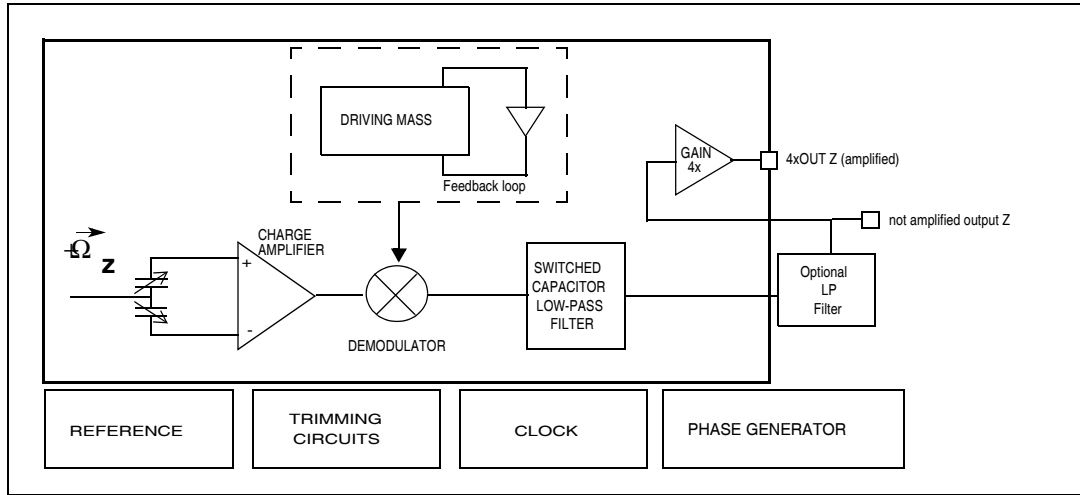 DRIVING MASS
Feedback loop
GAIN
4x
4xOUT Z (amplified)
not amplified output Z
+Ω
z
CHARGE
AMPLIFIER
+
-
DEMODULATOR
SWITCHED
CAPACITOR
LOW-PASS
FILTER
Optional
LP
Filter
REFERENCE
TRIMMING
CIRCUITS
CLOCK
PHASE GENERATOR